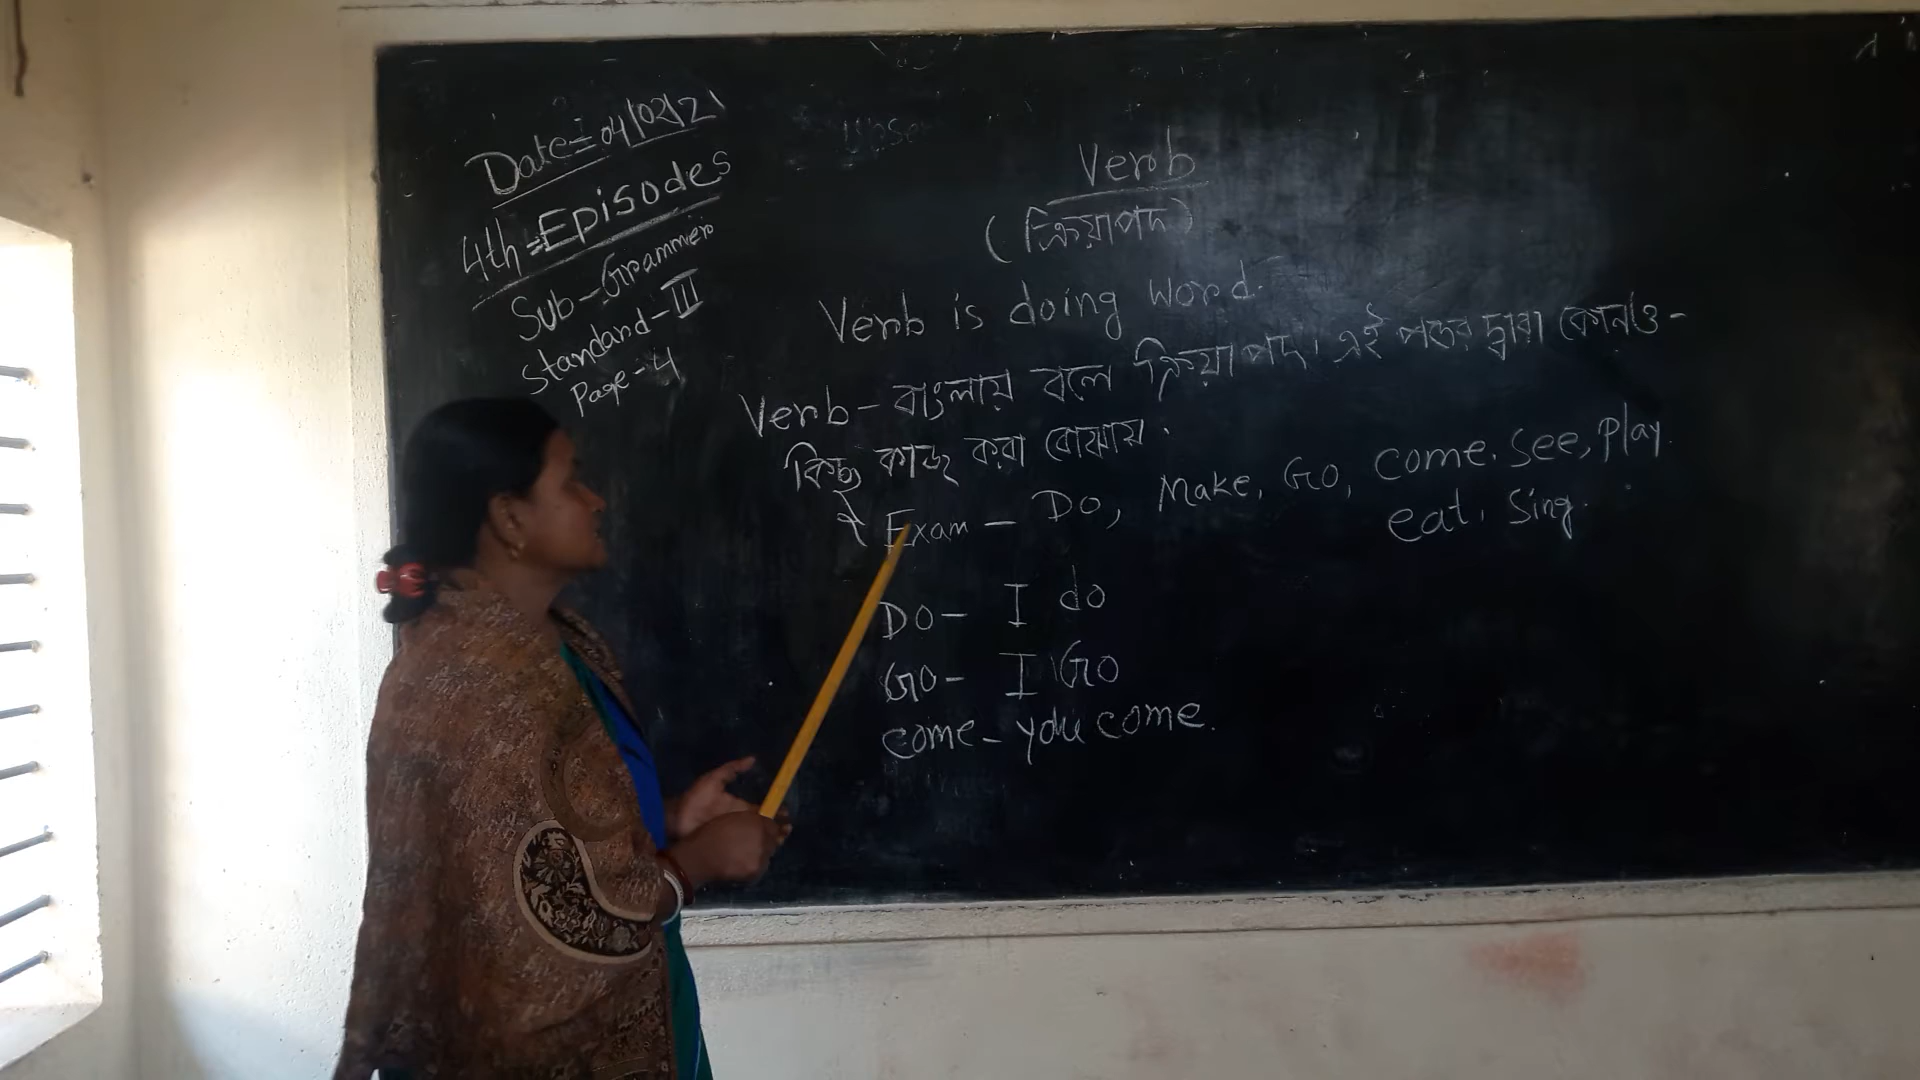 Date = 04/02/21
4th = Episodes
Sub - Grammer
Standard - III
Page - 4
Verb
(ক্রিয়াপদ)
Verb is doing word.
Verb - বাংলায় বলে ক্রিয়াপদ। এই পদের দ্বারা কোনও -
কিছু কাজ করা বোঝায়.
Exam - Do, Make, Go, Come. See, Play.
eat, Sing.
Do - I do
Go - I Go
Come - you come.